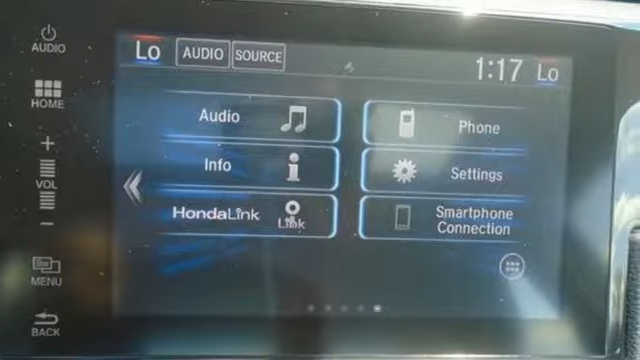 AUDIO
HOME
+
VOL
-
MENU
BACK
Lo AUDIO SOURCE 1:17 Lo
Audio
Phone
Info
Settings
HondaLink
Link
Smartphone
Connection